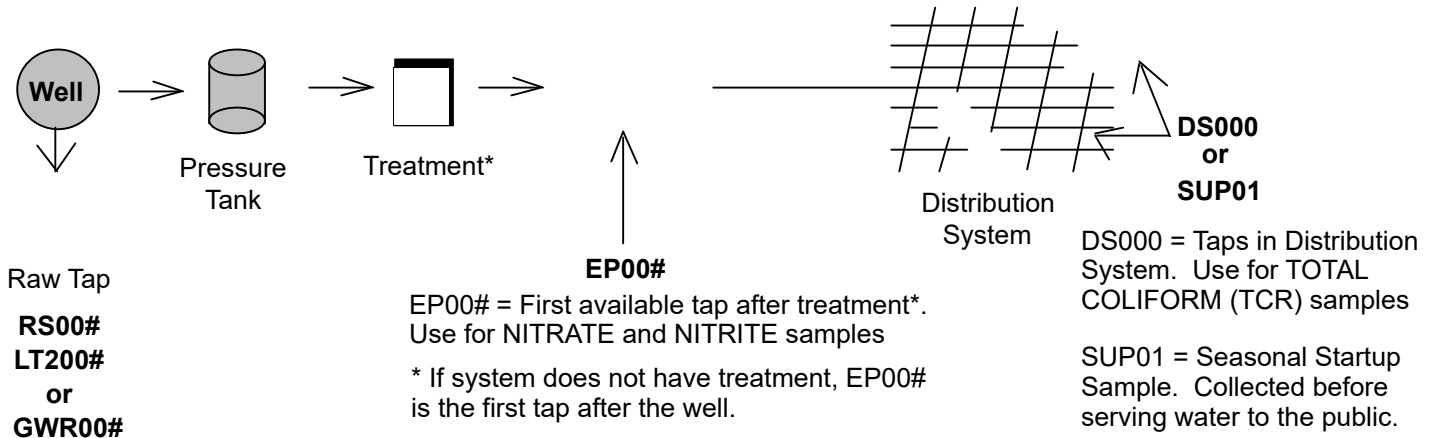 Well
Pressure
Tank
Treatment*
Distribution
System
DS000
or
SUP01
Raw Tap
RS00#
LT200#
or
GWR00#
EP00#
EP00# = First available tap after treatment*.
Use for NITRATE and NITRITE samples
* If system does not have treatment, EP00#
is the first tap after the well.
DS000 = Taps in Distribution
System. Use for TOTAL
COLIFORM (TCR) samples
SUP01 = Seasonal Startup
Sample. Collected before
serving water to the public.